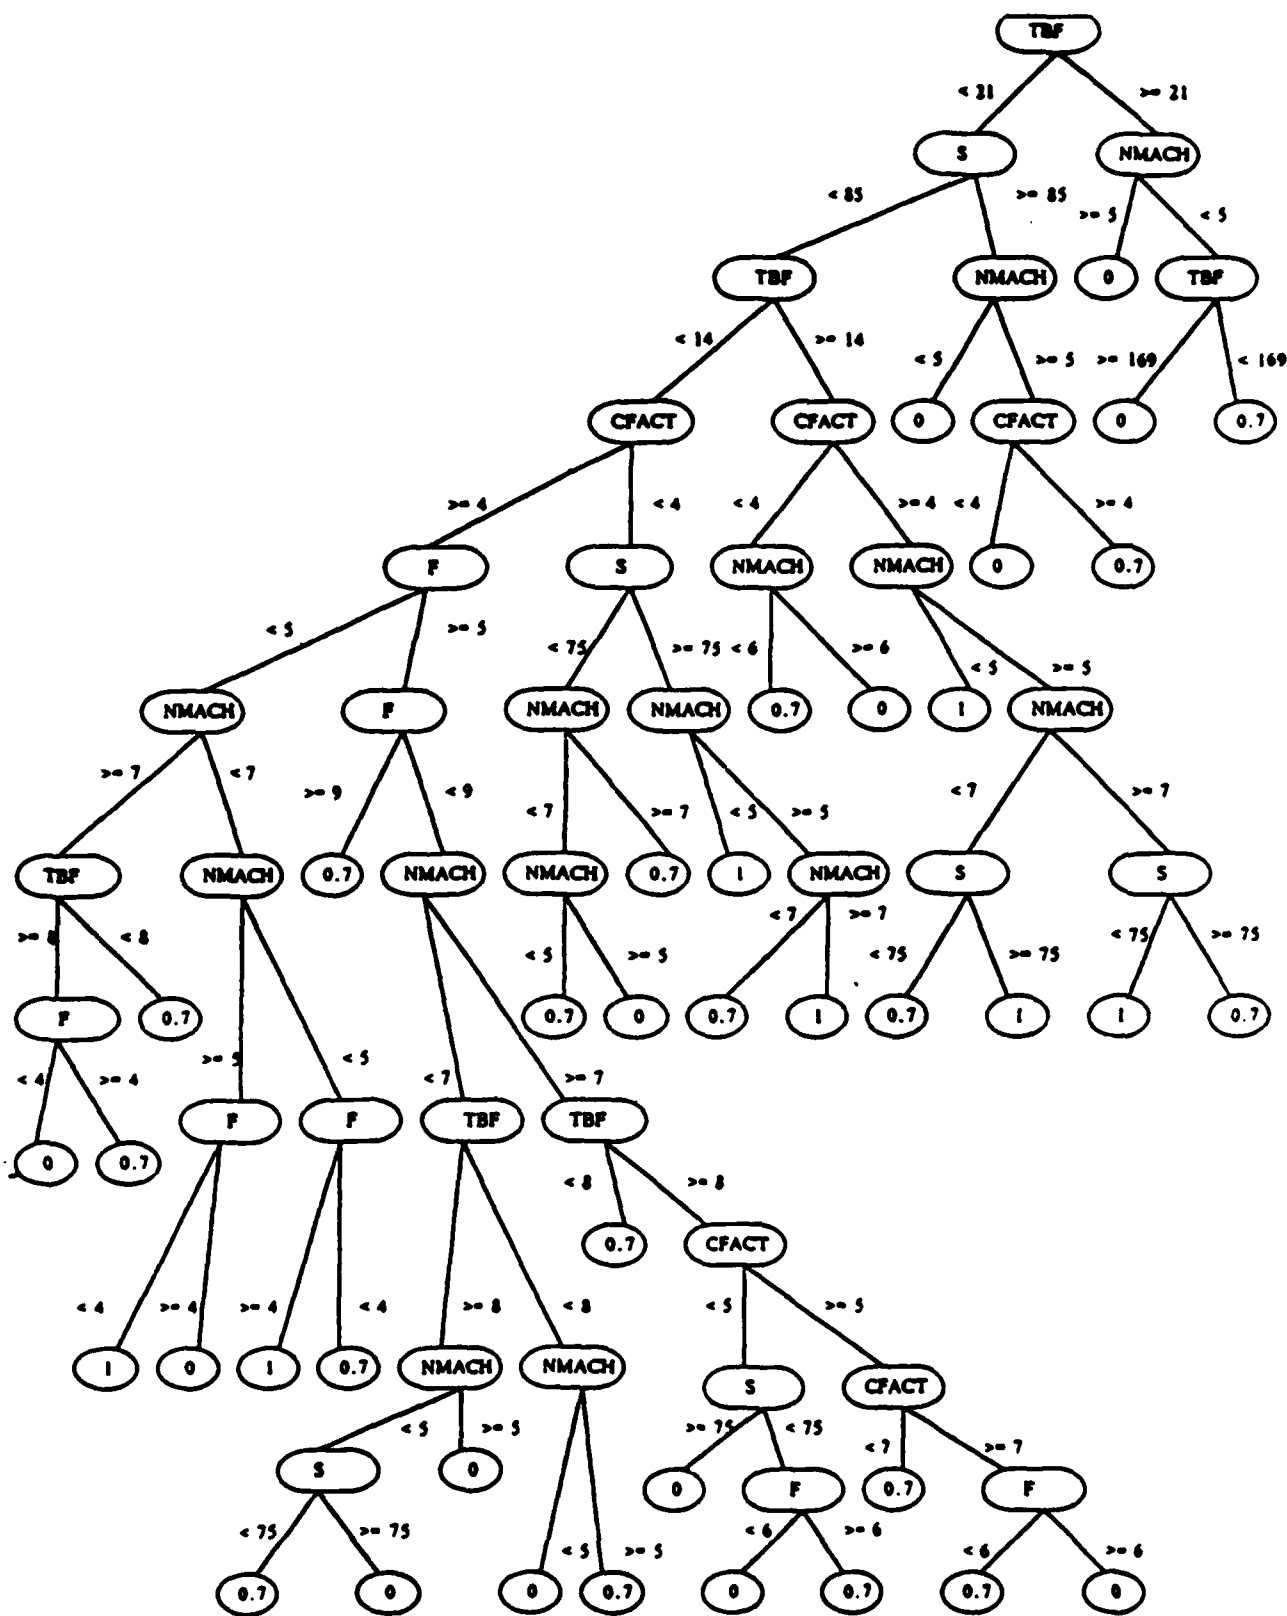 TBF
< 21 >= 21
S NMACH
< 85 >= 85 >= 5 < 5
TBF NMACH 0 TBF
< 14 >= 14 < 5 >= 5 >= 169 < 169
CFACT CFACT 0 CFACT 0 0.7
>= 4 < 4 < 4 >= 4 < 4 >= 4
F S NMACH NMACH 0 0.7
< 5 >= 5 < 75 >= 75 < 6 >= 6 < 5 >= 5
NMACH F NMACH NMACH 0.7 0 1 NMACH
>= 7 < 7 >= 9 < 9 < 7 >= 7 < 5 >= 5 < 7 >= 7
TBF NMACH 0.7 NMACH NMACH 0.7 1 NMACH S S
>= 8 < 8 < 5 >= 5 < 7 >= 7 < 75 >= 75 < 75 >= 75
F 0.7 0.7 0 0.7 1 0.7 1 1 0.7
< 4 >= 4 >= 5 < 5 < 7 >= 7
F F TBF TBF
0 0.7 < 8 >= 8
0.7 CFACT
< 4 >= 4 >= 4 < 4 >= 8 < 8 < 5 >= 5
1 0 1 0.7 NMACH NMACH S CFACT
< 5 >= 5 >= 75 < 75 < 7 >= 7
S 0 0 F 0.7 F
< 75 >= 75 < 5 >= 5 < 6 >= 6 < 6 >= 6
0.7 0 0 0.7 0 0.7 0.7 0